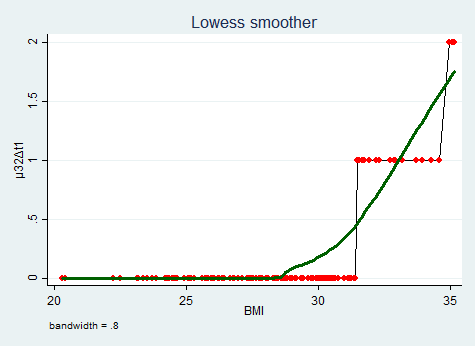 Lowess smoother
2
1.5
1
.5
0
μ32Δt1
20
25
30
35
BMI
bandwidth = .8